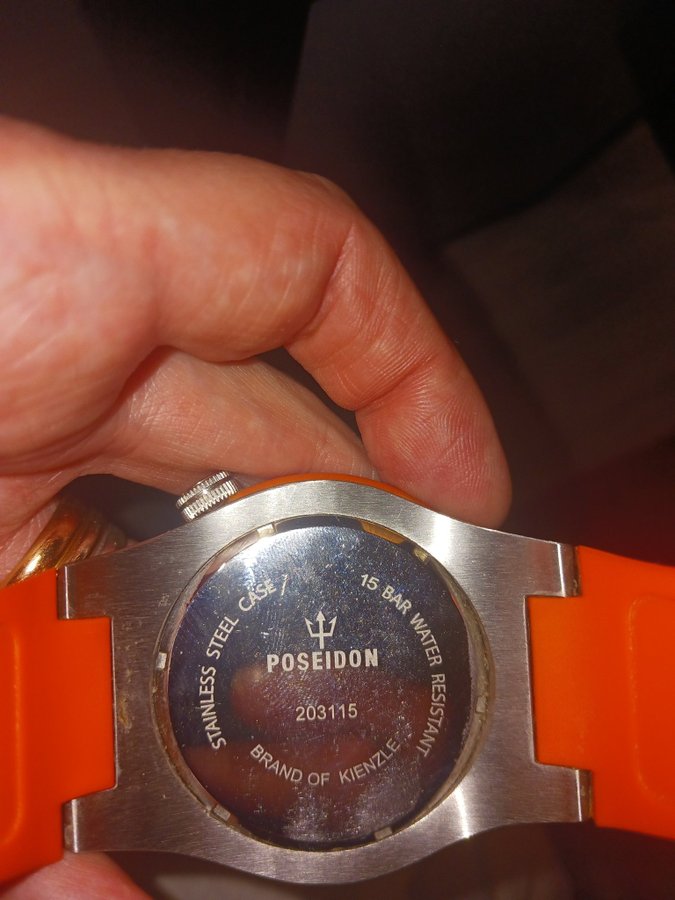 STAINLESS STEEL CASE /
15 BAR WATER RESISTANT
POSEIDON
203115
BRAND OF KIENZLE